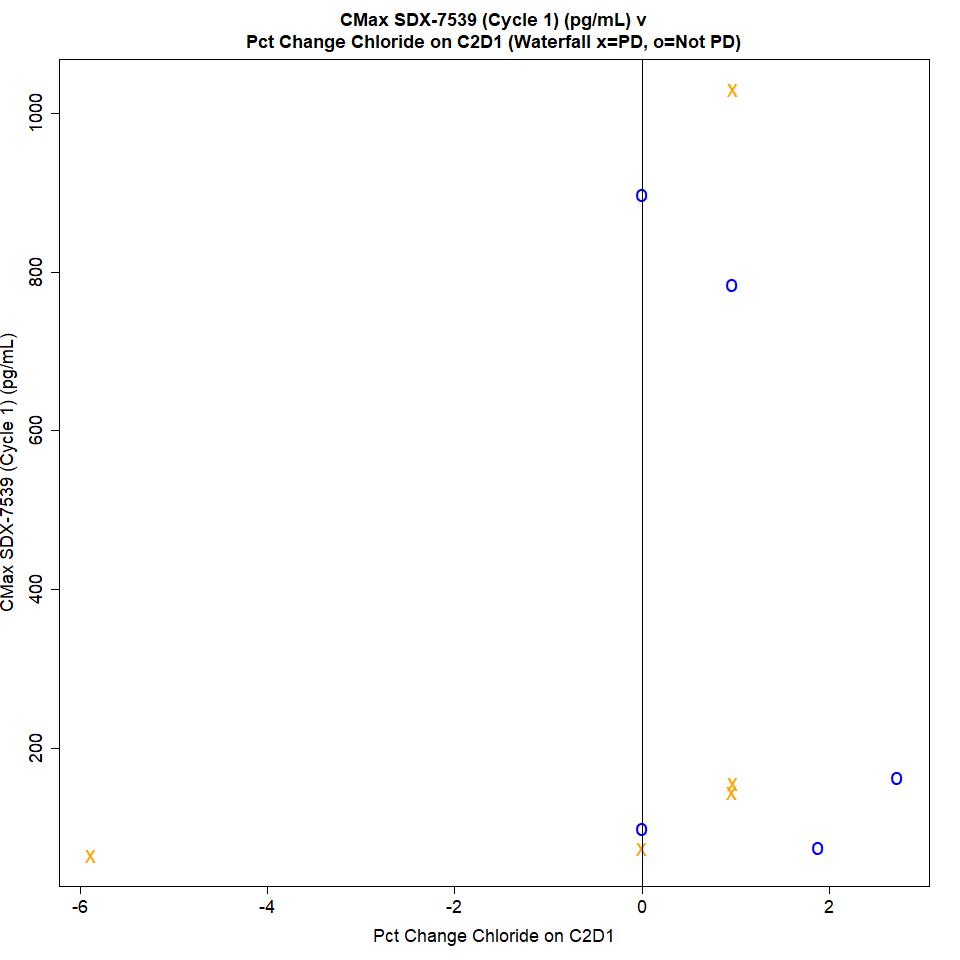 CMax SDX-7539 (Cycle 1) (pg/mL) v
Pct Change Chloride on C2D1 (Waterfall x=PD, o=Not PD)
CMax SDX-7539 (Cycle 1) (pg/mL)
1000
800
600
400
200
X
O
O
X
X
O
O
X
O
X
-6
-4
-2
0
2
Pct Change Chloride on C2D1